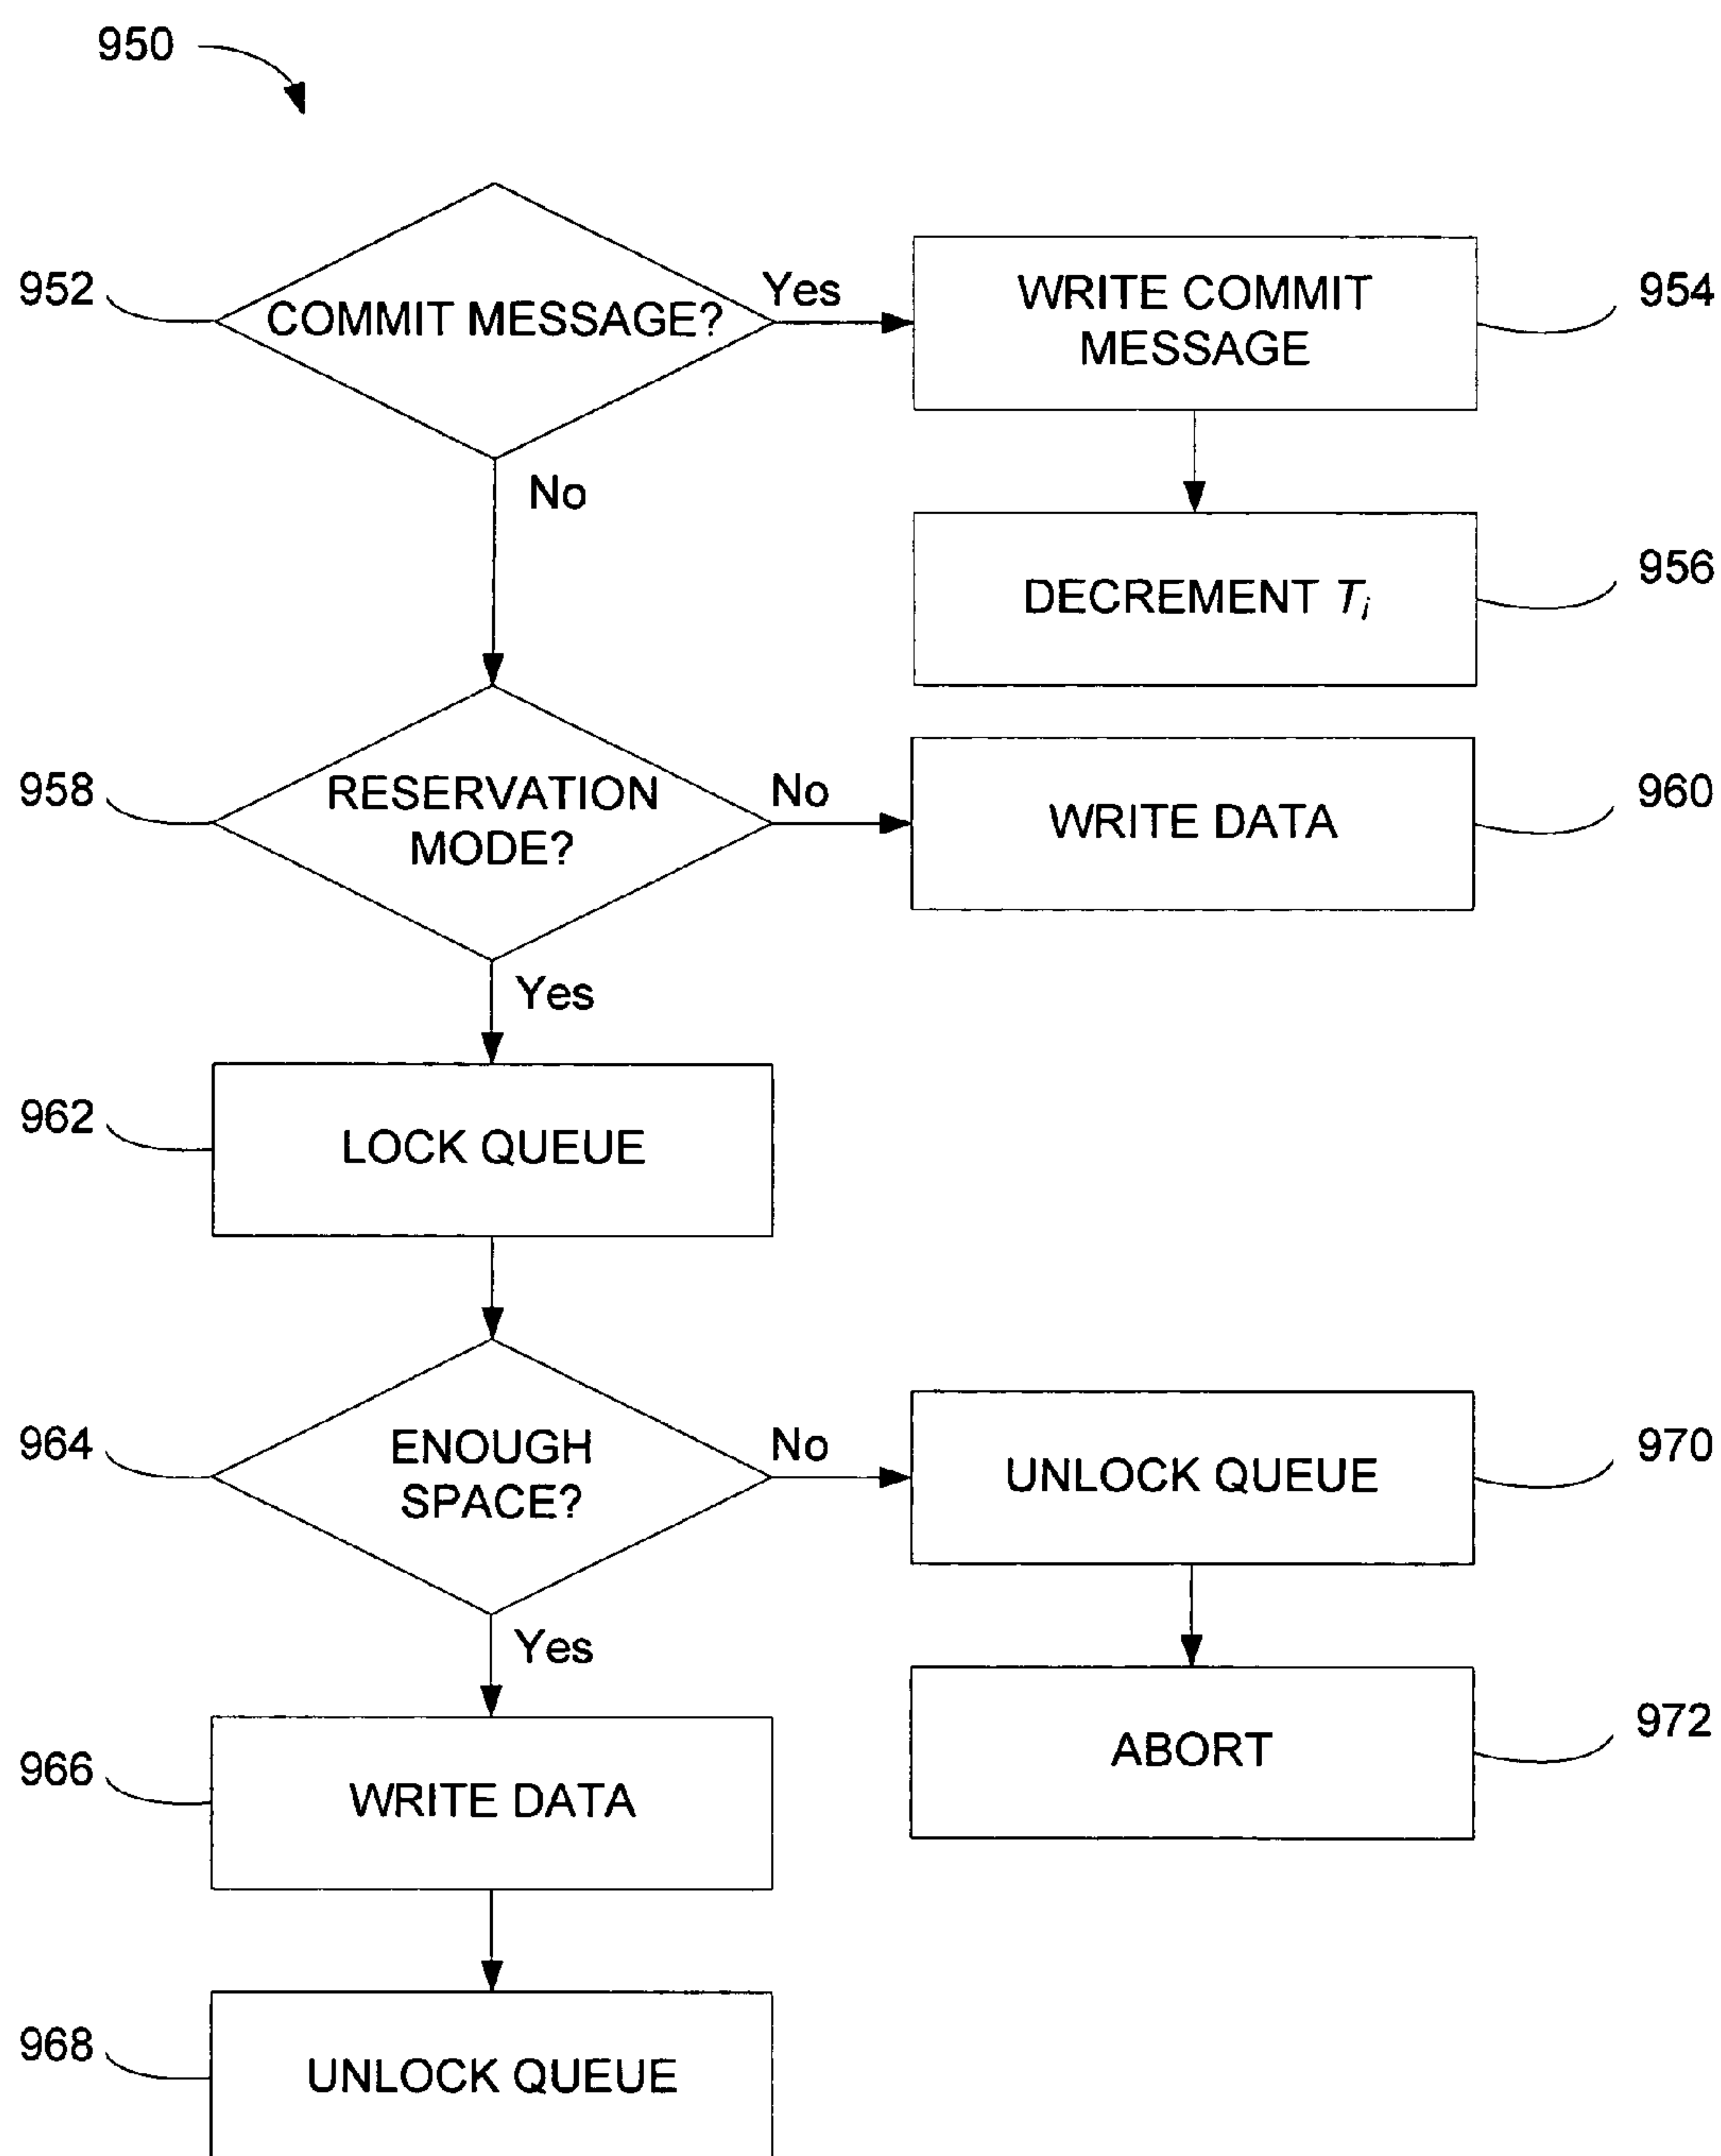 950
952
COMMIT MESSAGE?
Yes
WRITE COMMIT
MESSAGE
954
No
DECREMENT Ti
956
958
RESERVATION
MODE?
No
WRITE DATA
960
Yes
962
LOCK QUEUE
964
ENOUGH
SPACE?
No
UNLOCK QUEUE
970
Yes
ABORT
972
966
WRITE DATA
968
UNLOCK QUEUE